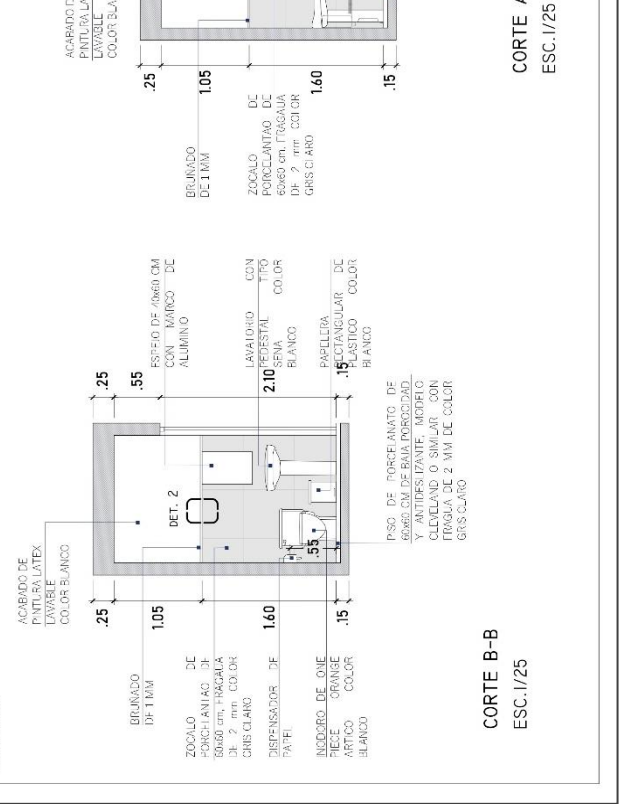 ACABADO DE
PINTURA LATEX
LAVABLE
COLOR BLANCO
BRUÑADO
DE 1 MM
ZOCALO DE
PORCELANTAO DE
60x60 cm, FRAGAUA
DE 2 mm COLOR
GRIS CLARO
DISPENSADOR DE
PAPEL
INODORO DE ONE
PIECE ORANGE
ARTICO COLOR
BLANCO
.25
1.05
1.60
.15
DET. 2
.55
.25
.55
2.10
.15
ESPEJO DE 40x60 CM
CON MARCO DE
ALUMINIO
LAVATORIO CON
PEDESTAL TIPO
SENA COLOR
BLANCO
PAPELERA
RECTANGULAR DE
PLASTICO COLOR
BLANCO
PISO DE PORCELANATO DE
60x60 CM DE BAJA POROCIDAD
Y ANTIDESLIZANTE, MODELO
CLEVELAND O SIMILAR CON
FRAGUA DE 2 MM DE COLOR
GRIS CLARO
CORTE B-B
ESC.1/25
ACABADO D
PINTURA LA
LAVABLE
COLOR BLA
BRUÑADO
DE 1 MM
ZOCALO DE
PORCELANTAO DE
60x60 cm, FRAGAUA
DE 2 mm COLOR
GRIS CLARO
.25
1.05
1.60
.15
CORTE A
ESC.1/25